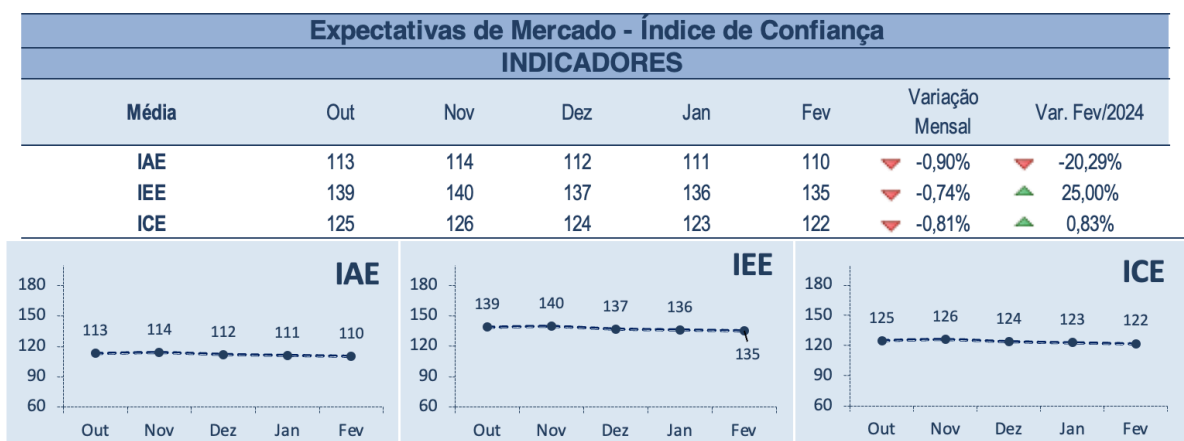 Expectativas de Mercado - Índice de Confiança
INDICADORES
Média Out Nov Dez Jan Fev Variação Mensal Var. Fev/2024
IAE 113 114 112 111 110 -0,90% -20,29%
IEE 139 140 137 136 135 -0,74% 25,00%
ICE 125 126 124 123 122 -0,81% 0,83%
IAE
180
150
120
90
60
113 114 112 111 110
Out Nov Dez Jan Fev
IEE
180
150
120
90
60
139 140 137 136 135
Out Nov Dez Jan Fev
ICE
180
150
120
90
60
125 126 124 123 122
Out Nov Dez Jan Fev